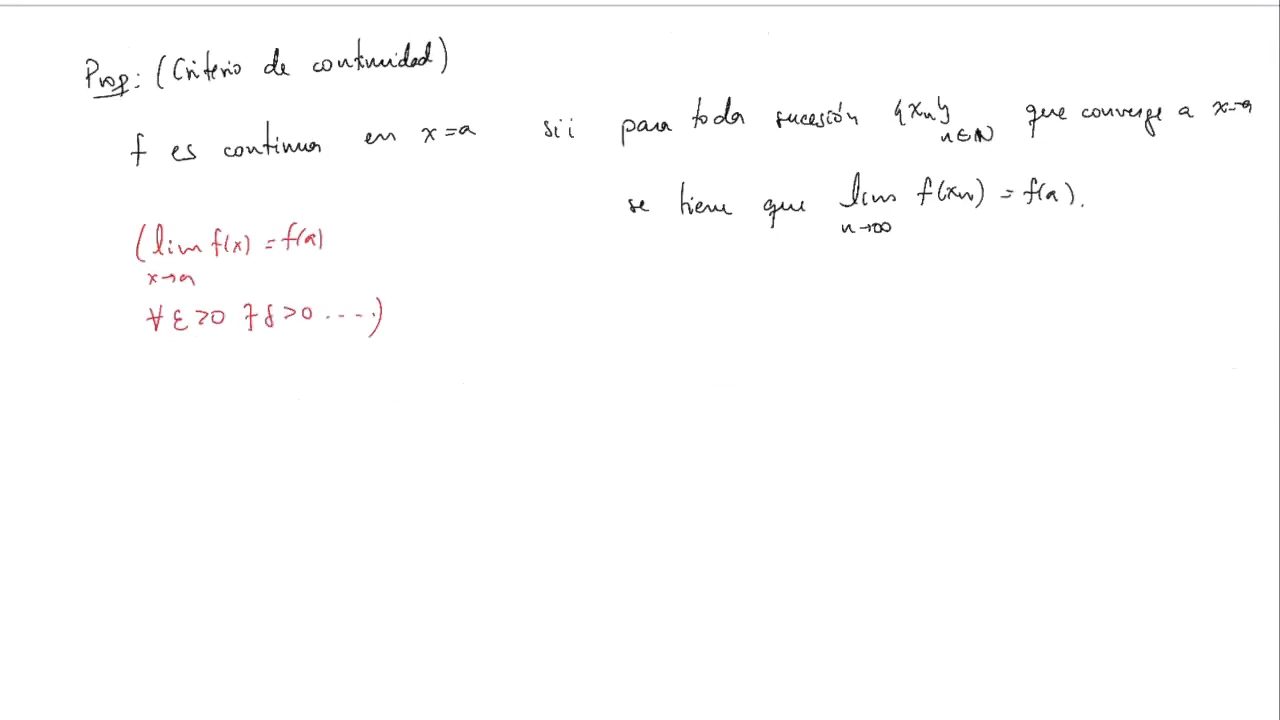 Prop: (Criterio de continuidad)
f es continua en x=a sii para toda sucesión {xₙ}ₙ∈ℕ que converge a x=a
se tiene que lim f(xₙ) = f(a).
n→∞
(lim f(x) = f(a)
x→a
∀ε>0 ∃δ>0 ....)